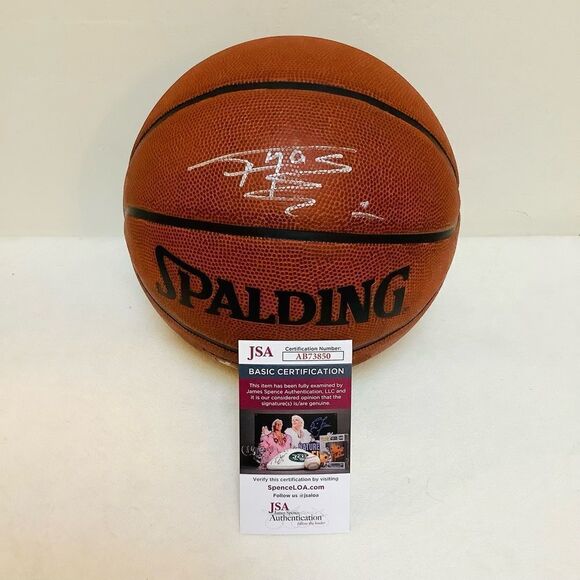 SPALDING
JSA
Certification Number:
AB73850
BASIC CERTIFICATION
This item has been fully examined by
James Spence Authentication, LLC and
it is our considered opinion that the
signature(s) is/are genuine.
Verify this certification by visiting
SpenceLOA.com
Follow us @jsaloa
JSA
James Spence
Authentication